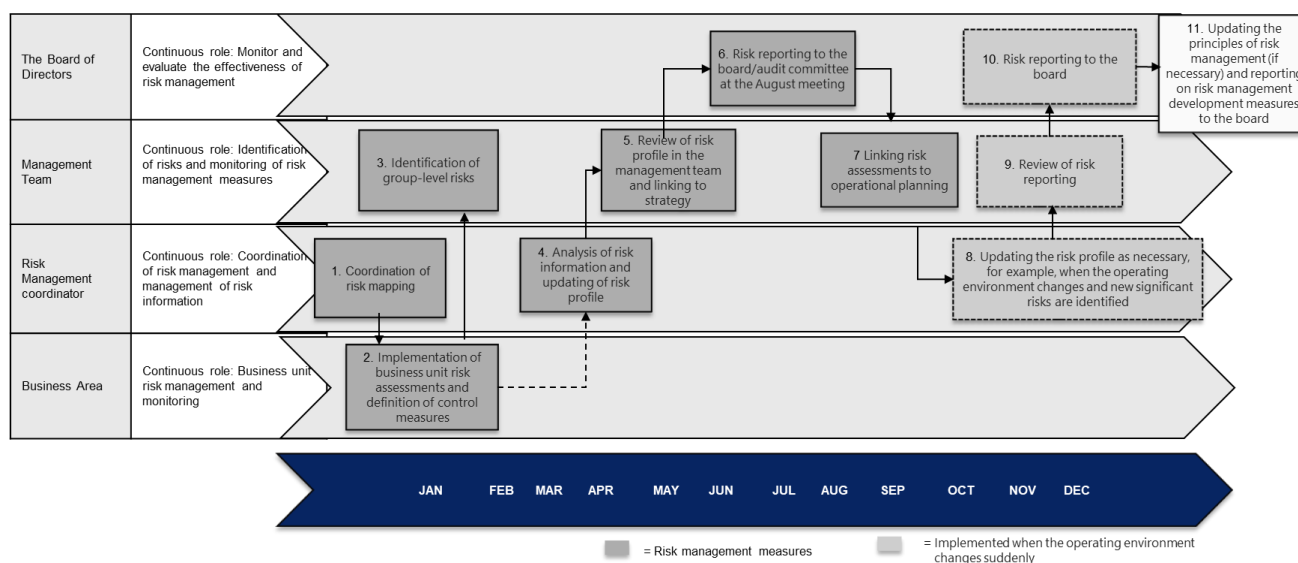 The Board of
Directors
Continuous role: Monitor and
evaluate the effectiveness of
risk management
6. Risk reporting to the
board/audit committee
at the August meeting
10. Risk reporting to the
board
11. Updating the
principles of risk
management (if
necessary) and reporting
on risk management
development measures
to the board
Management
Team
Continuous role: Identification
of risks and monitoring of risk
management measures
3. Identification of
group-level risks
5. Review of risk
profile in the
management team
and linking to
strategy
7 Linking risk
assessments to
operational planning
9. Review of risk
reporting
Risk
Management
coordinator
Continuous role: Coordination
of risk management and
management of risk
information
1. Coordination of
risk mapping
4. Analysis of risk
information and
updating of risk
profile
8. Updating the risk profile as necessary,
for example, when the operating
environment changes and new significant
risks are identified
Business Area
Continuous role: Business unit
risk management and
monitoring
2. Implementation of
business unit risk
assessments and
definition of control
measures
JAN FEB MAR APR MAY JUN JUL AUG SEP OCT NOV DEC
= Risk management measures
= Implemented when the operating environment
changes suddenly